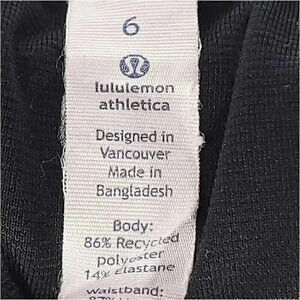 6
lululemon
athletica
Designed in
Vancouver
Made in
Bangladesh
Body:
86% Recycled
polyester
14% Elastane
waistband: